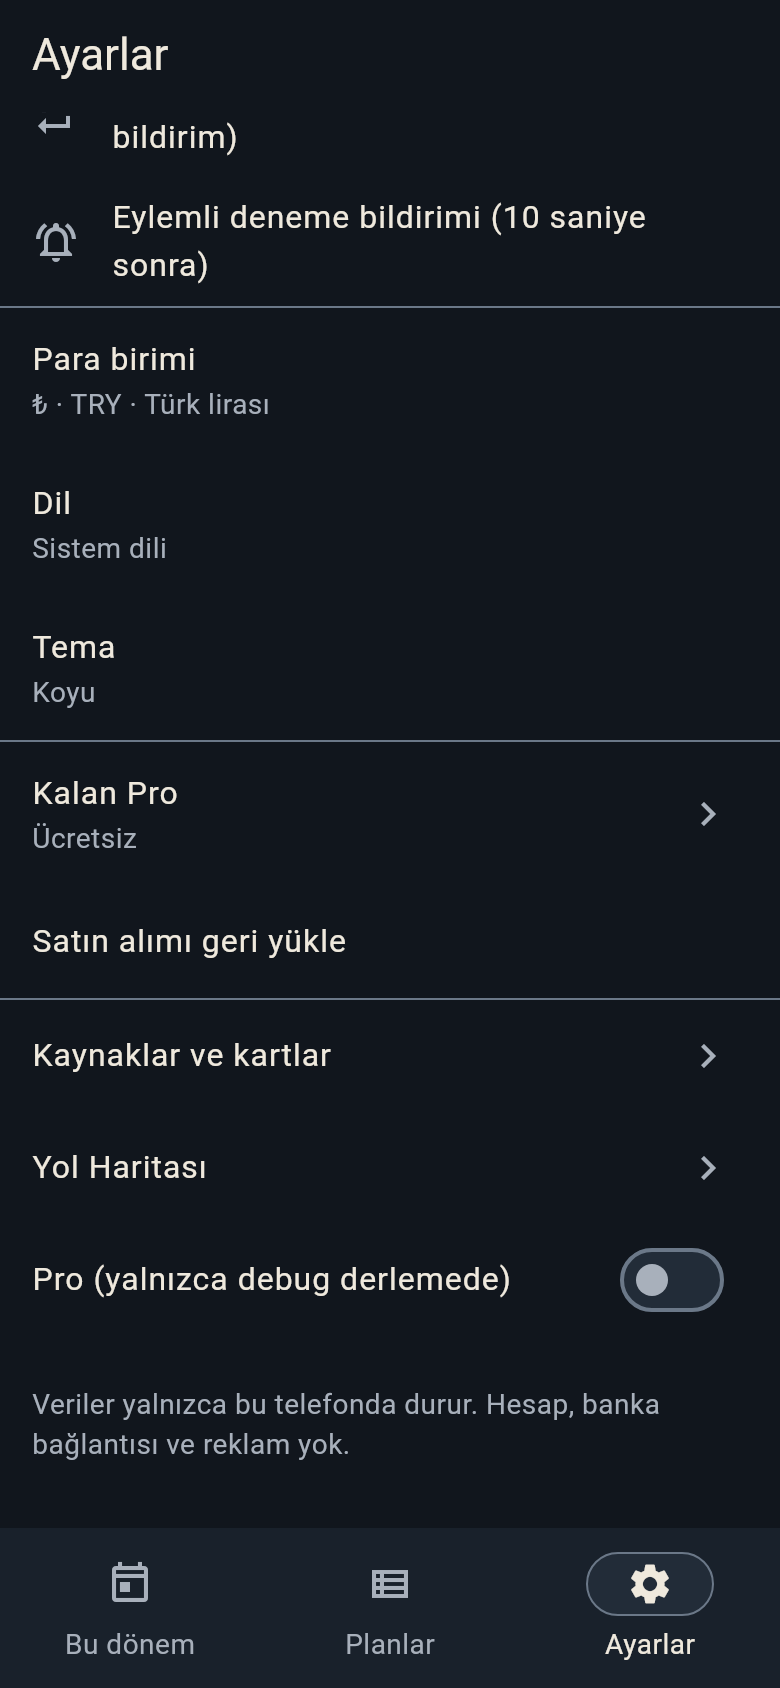 Ayarlar
bildirim)
Eylemli deneme bildirimi (10 saniye
sonra)
Para birimi
₺ · TRY · Türk lirası
Dil
Sistem dili
Tema
Koyu
Kalan Pro
Ücretsiz
Satın alımı geri yükle
Kaynaklar ve kartlar
Yol Haritası
Pro (yalnızca debug derlemede)
Veriler yalnızca bu telefonda durur. Hesap, banka
bağlantısı ve reklam yok.
Bu dönem
Planlar
Ayarlar